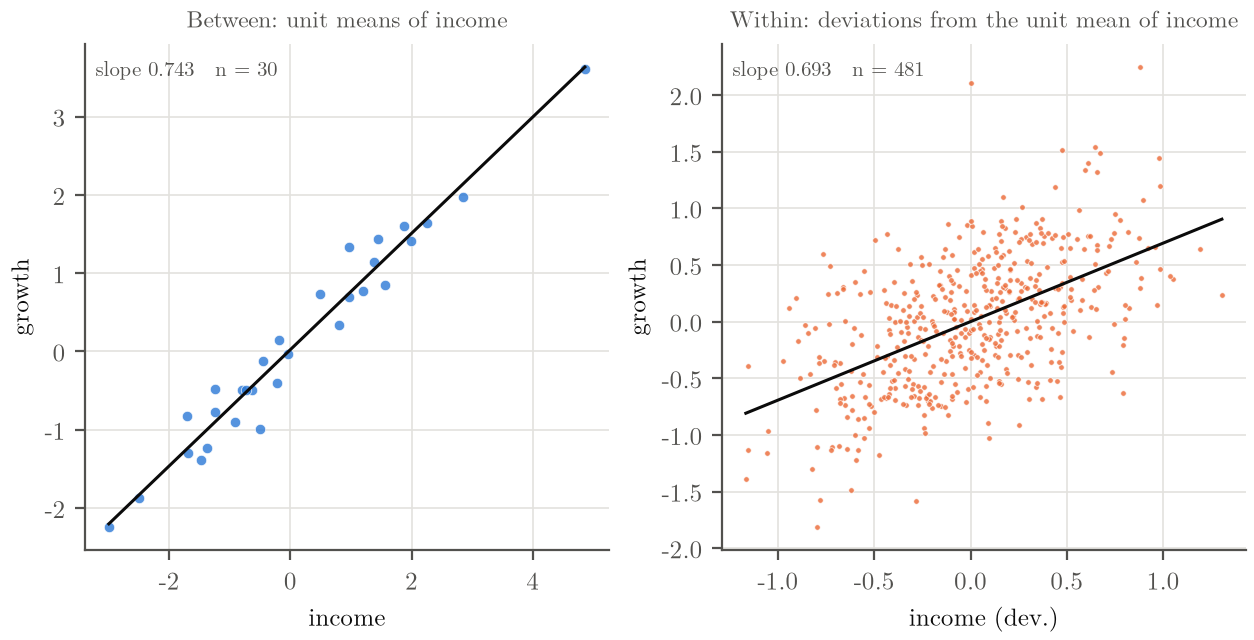 Between: unit means of income
slope 0.743 n = 30
3
2
1
0
-1
-2
growth
-2 0 2 4
income
Within: deviations from the unit mean of income
slope 0.693 n = 481
2.0
1.5
1.0
0.5
0.0
-0.5
-1.0
-1.5
-2.0
growth
-1.0 -0.5 0.0 0.5 1.0
income (dev.)